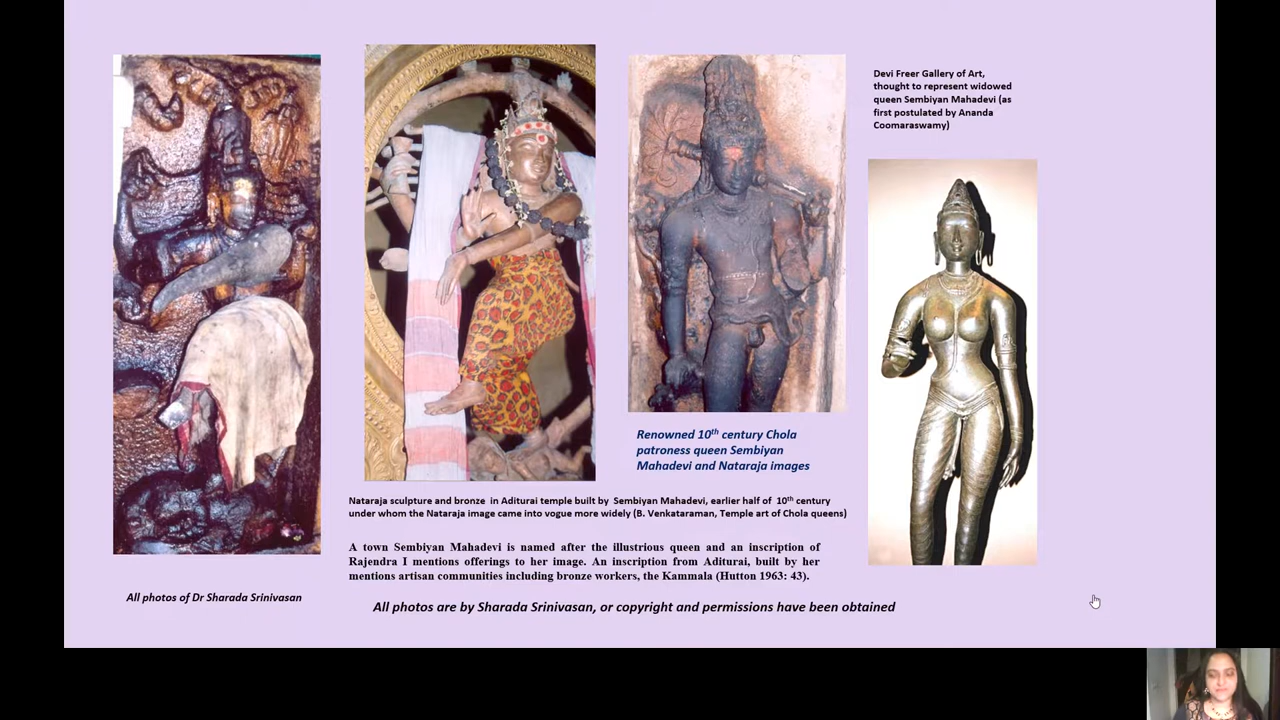 Devi Freer Gallery of Art,
thought to represent widowed
queen Sembiyan Mahadevi (as
first postulated by Ananda
Coomaraswamy)
Renowned 10th century Chola
patroness queen Sembiyan
Mahadevi and Nataraja images
Nataraja sculpture and bronze in Aditurai temple built by Sembiyan Mahadevi, earlier half of 10th century
under whom the Nataraja image came into vogue more widely (B. Venkataraman, Temple art of Chola queens)
A town Sembiyan Mahadevi is named after the illustrious queen and an inscription of
Rajendra I mentions offerings to her image. An inscription from Aditurai, built by her
mentions artisan communities including bronze workers, the Kammala (Hutton 1963: 43).
All photos of Dr Sharada Srinivasan
All photos are by Sharada Srinivasan, or copyright and permissions have been obtained